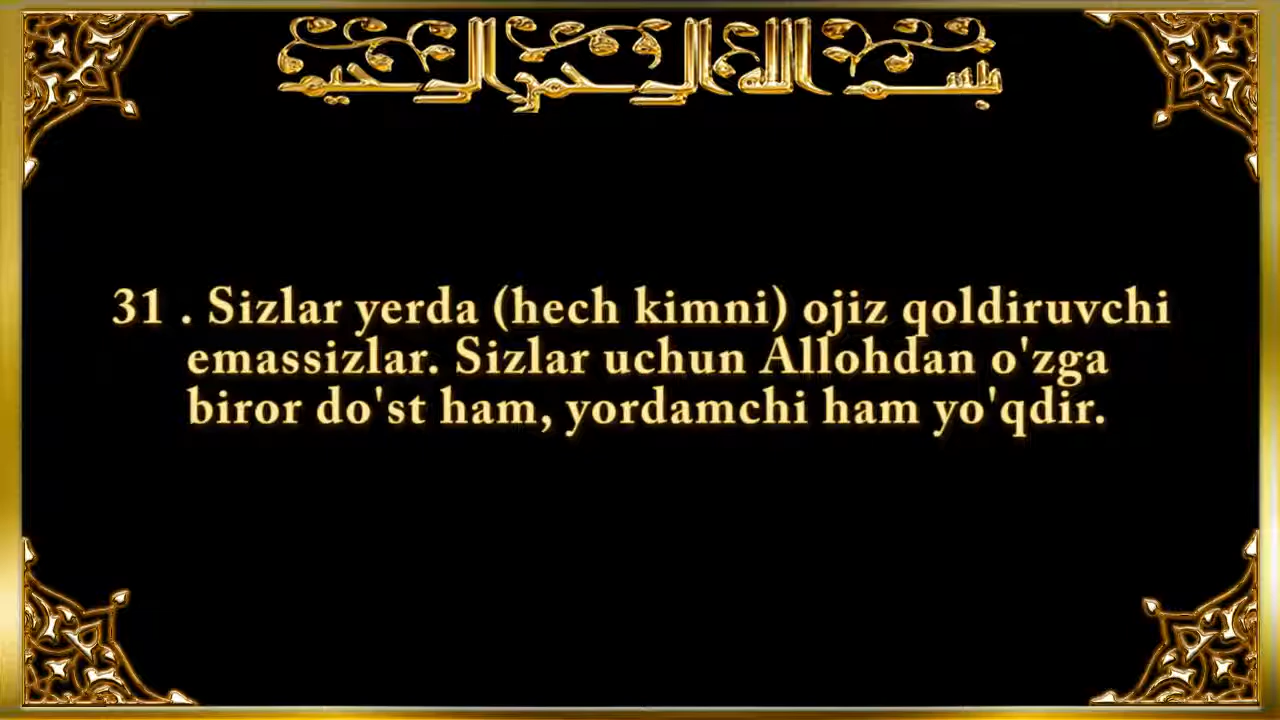 بسم الله الرحمن الرحيم
31 . Sizlar yerda (hech kimni) ojiz qoldiruvchi
emassizlar. Sizlar uchun Allohdan o'zga
biror do'st ham, yordamchi ham yo'qdir.